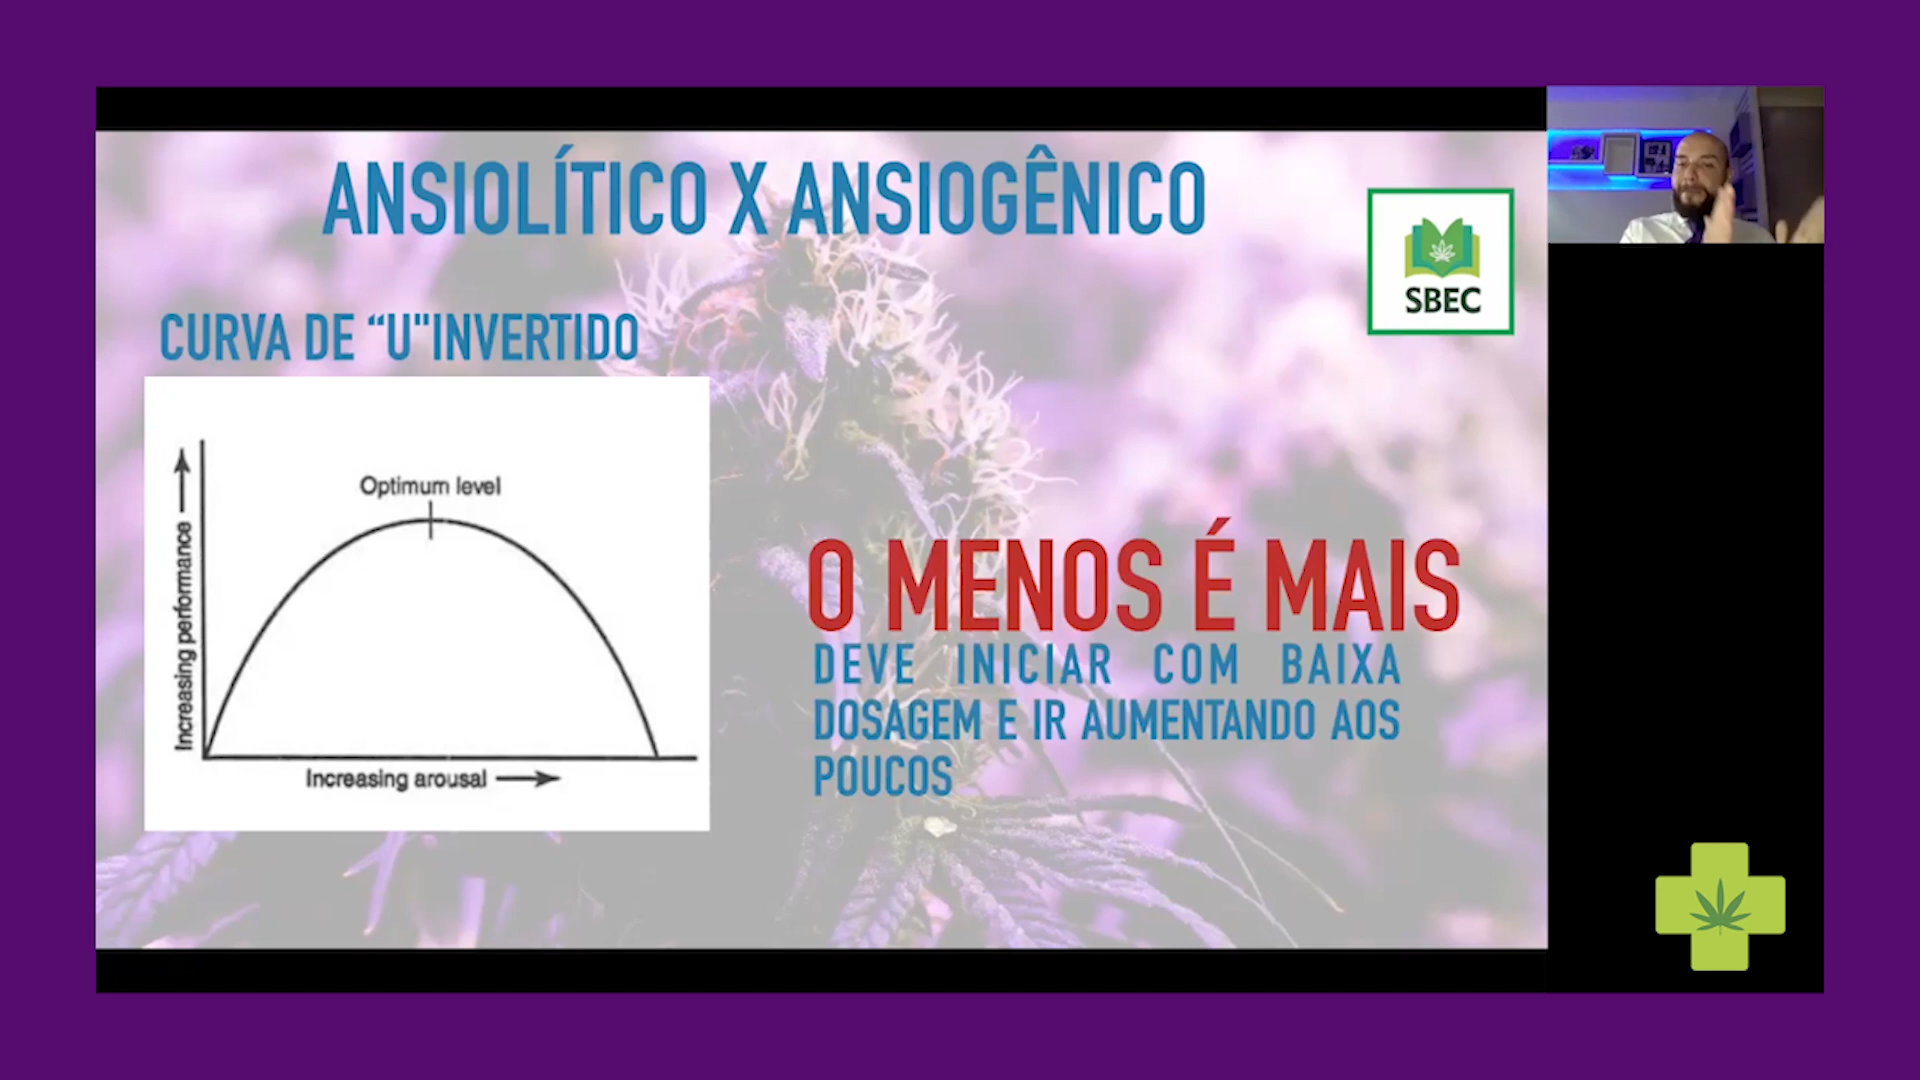 ANSIOLÍTICO X ANSIOGÊNICO
SBEC
CURVA DE “U"INVERTIDO
Optimum level
Increasing performance
Increasing arousal
O MENOS É MAIS
DEVE INICIAR COM BAIXA
DOSAGEM E IR AUMENTANDO AOS
POUCOS